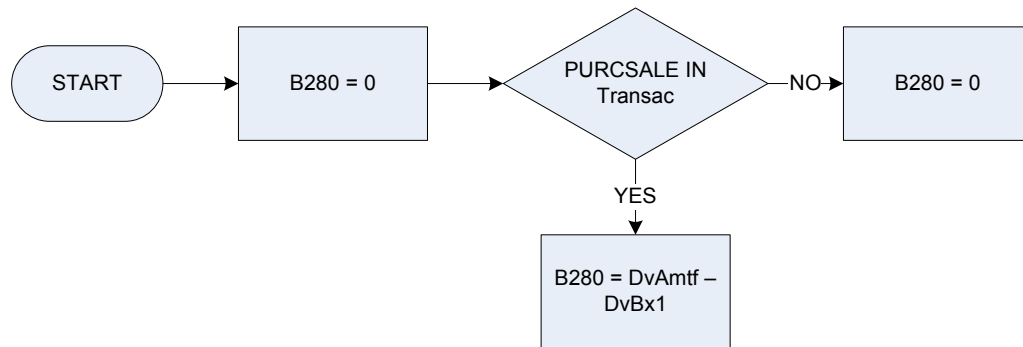 START
B280 = 0
PURCSALE IN
Transac
NO
B280 = 0
YES
B280 = DvAmtf –
DvBx1